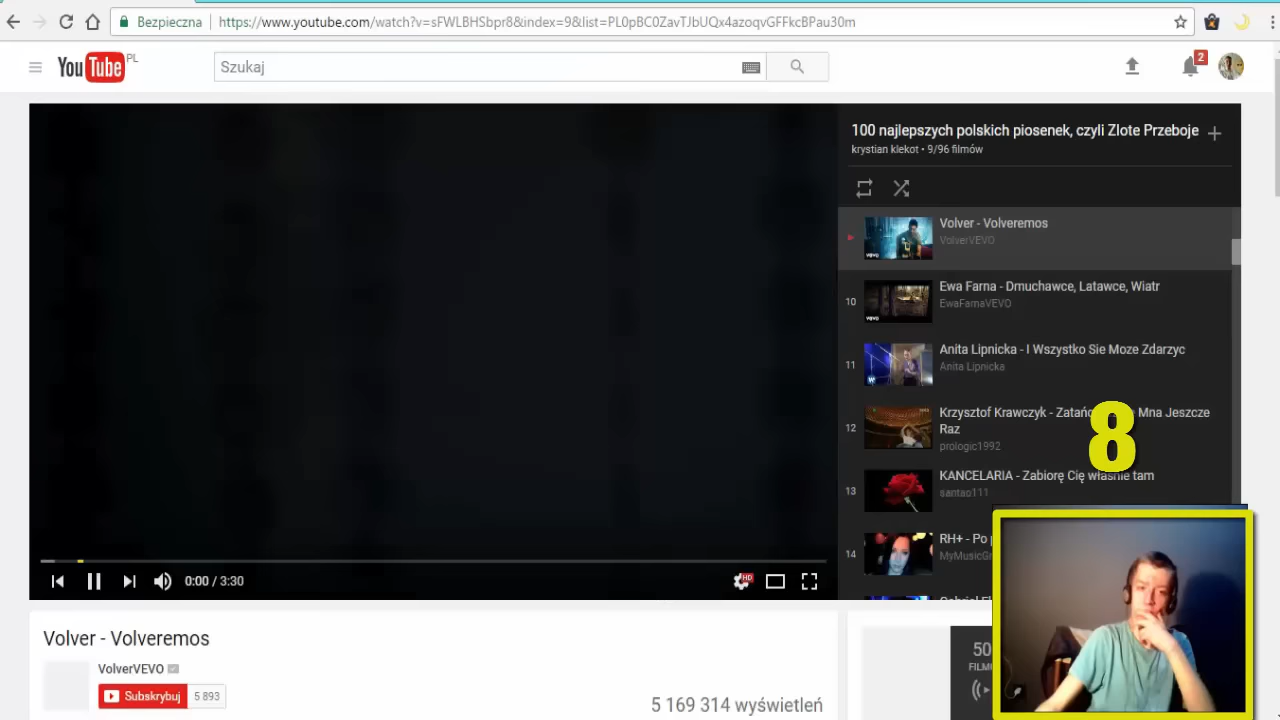 Bezpieczna
https://www.youtube.com/watch?v=sFWLBHSbpr8&index=9&list=PL0pBC0ZavTJbUQx4azoqvGFFkcBPau30m
YouTube PL
Szukaj
2
100 najlepszych polskich piosenek, czyli Zlote Przeboje
krystian klekot • 9/96 filmów
Volver - Volveremos
VolverVEVO
10
Ewa Farna - Dmuchawce, Latawce, Wiatr
EwaFarnaVEVO
11
Anita Lipnicka - I Wszystko Sie Moze Zdarzyc
Anita Lipnicka
12
Krzysztof Krawczyk - Mna Jeszcze
Raz
prologic1992
8
13
KANCELARIA - Zabiorę Cię właśnie tam
santao111
14
RH+ - Po
0:00 / 3:30
HD
Volver - Volveremos
VolverVEVO
Subskrybuj 5 893
5 169 314 wyświetleń
50